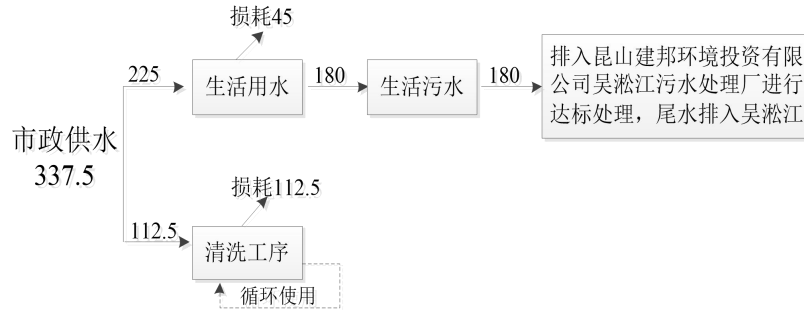 损耗45
225
生活用水
180
生活污水
180
排入昆山建邦环境投资有限
公司吴淞江污水处理厂进行
达标处理，尾水排入吴淞江
市政供水
337.5
损耗112.5
112.5
清洗工序
循环使用